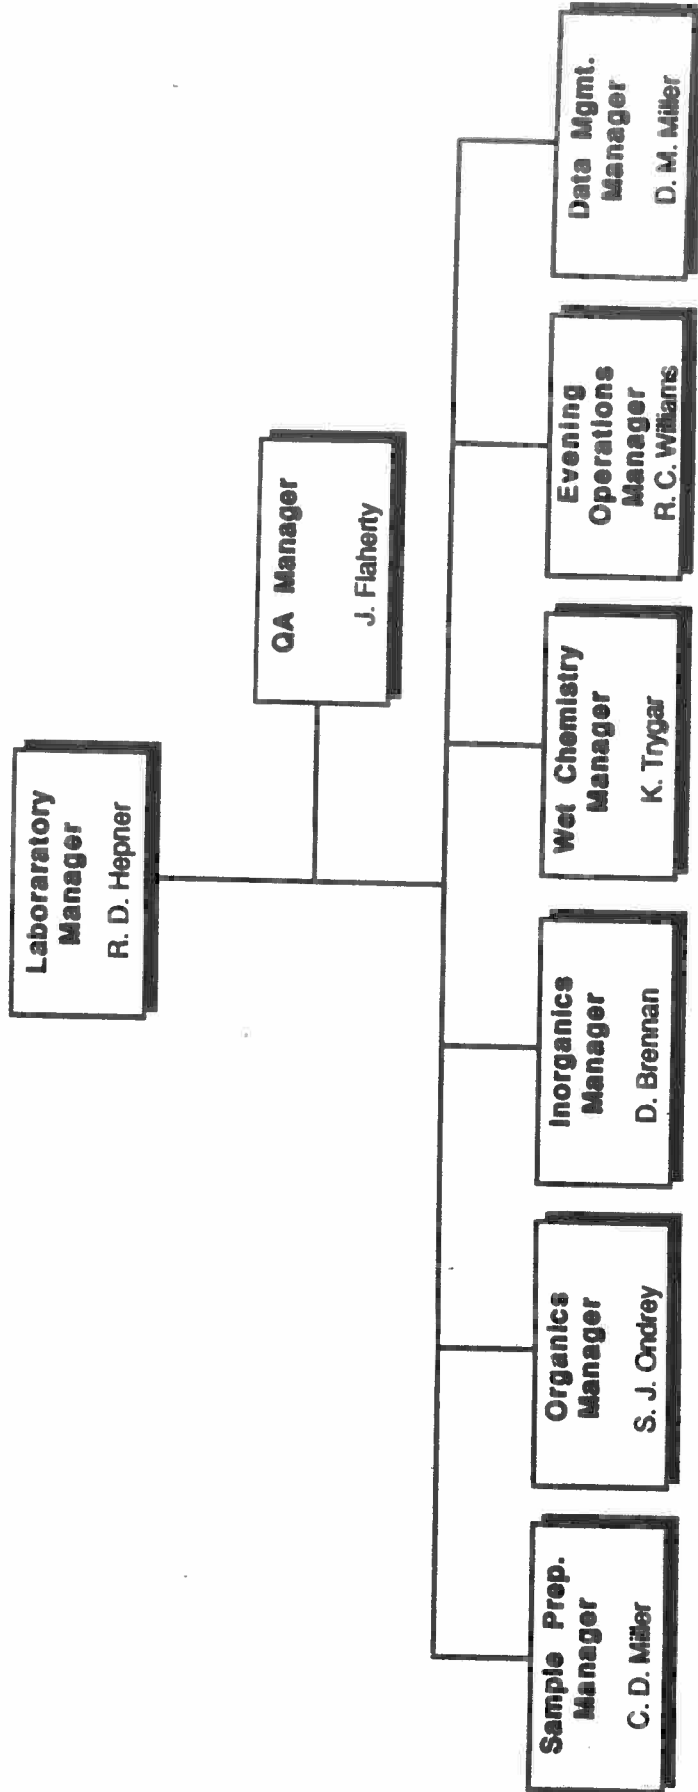 Laboraratory
Manager
R. D. Hepner
QA Manager
J. Flaherty
Sample Prep.
Manager
C. D. Miller
Organics
Manager
S. J. Ondrey
Inorganics
Manager
D. Brennan
Wet Chemistry
Manager
K. Trygar
Evening
Operations
Manager
R. C. Williams
Data Mgmt.
Manager
D. M. Miller